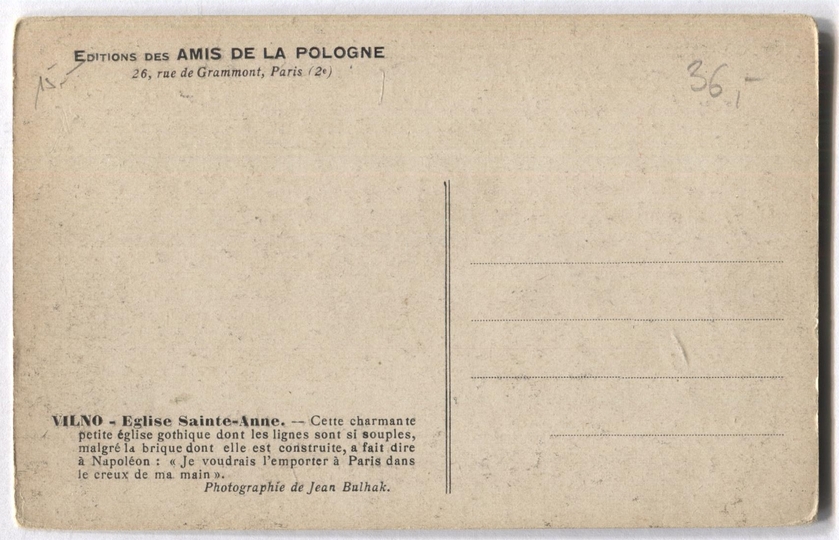 EDITIONS DES AMIS DE LA POLOGNE
26, rue de Grammont, Paris (2e)
15.-
36,-
VILNO - Eglise Sainte-Anne. — Cette charmante
petite église gothique dont les lignes sont si souples,
malgré la brique dont elle est construite, a fait dire
à Napoléon : « Je voudrais l'emporter à Paris dans
le creux de ma main ».
Photographie de Jean Bulhak.